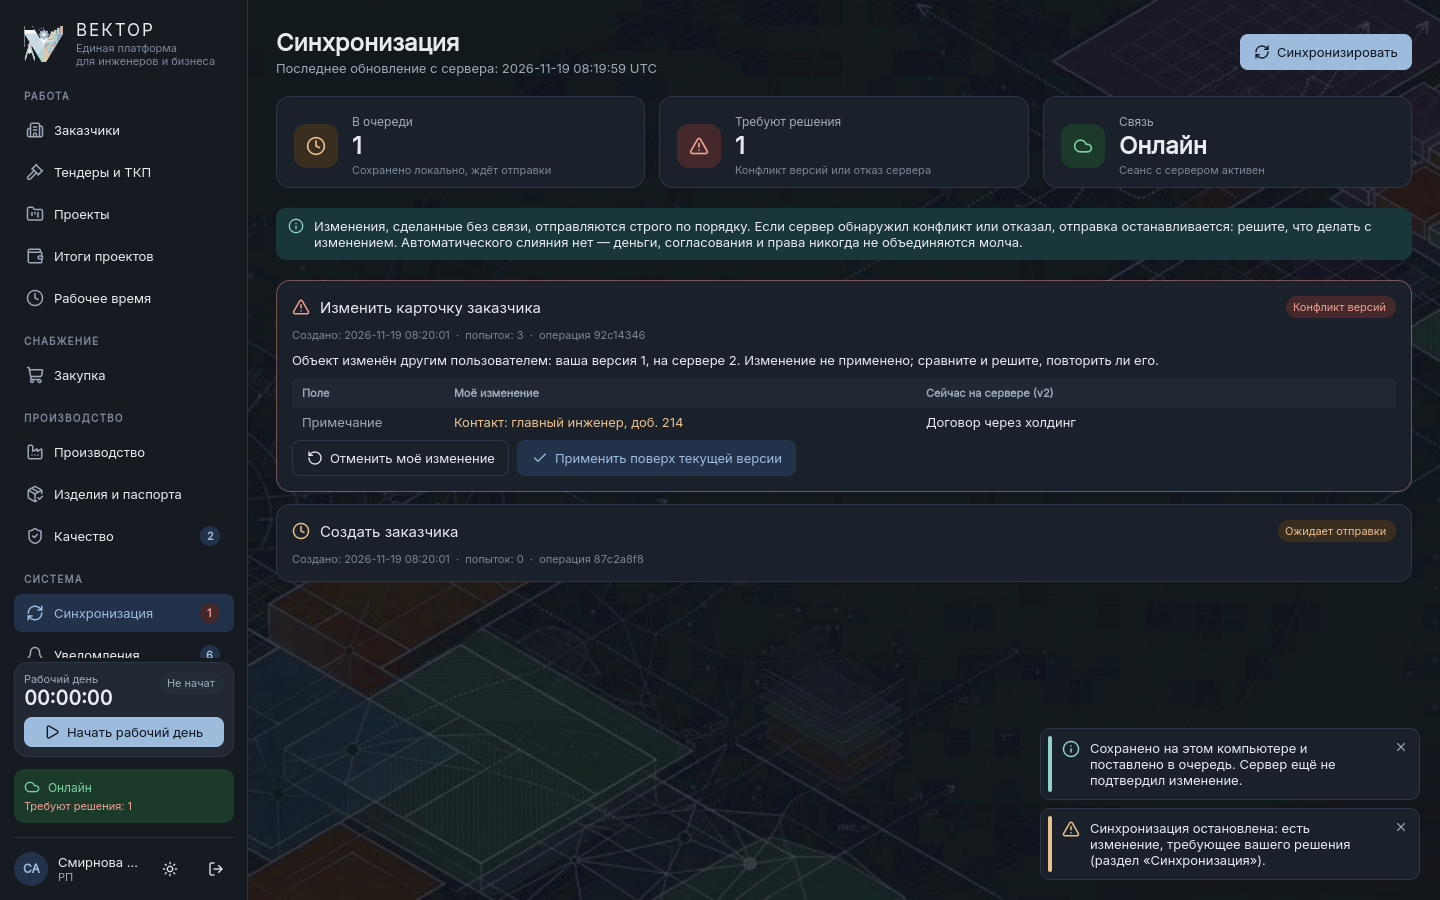 ВЕКТОР
Единая платформа
для инженеров и бизнеса
РАБОТА
Заказчики
Тендеры и ТКП
Проекты
Итоги проектов
Рабочее время
СНАБЖЕНИЕ
Закупка
ПРОИЗВОДСТВО
Производство
Изделия и паспорта
Качество 2
СИСТЕМА
Синхронизация 1
Уведомления 6
Рабочий день
Не начат
00:00:00
Начать рабочий день
Онлайн
Требуют решения: 1
СА
Смирнова ...
РП
Синхронизация
Последнее обновление с сервера: 2026-11-19 08:19:59 UTC
Синхронизировать
В очереди
1
Сохранено локально, ждёт отправки
Требуют решения
1
Конфликт версий или отказ сервера
Связь
Онлайн
Сеанс с сервером активен
Изменения, сделанные без связи, отправляются строго по порядку. Если сервер обнаружил конфликт или отказал, отправка останавливается: решите, что делать с
изменением. Автоматического слияния нет — деньги, согласования и права никогда не объединяются молча.
Изменить карточку заказчика
Конфликт версий
Создано: 2026-11-19 08:20:01 · попыток: 3 · операция 92c14346
Объект изменён другим пользователем: ваша версия 1, на сервере 2. Изменение не применено; сравните и решите, повторить ли его.
Поле Моё изменение Сейчас на сервере (v2)
Примечание Контакт: главный инженер, доб. 214 Договор через холдинг
Отменить моё изменение
Применить поверх текущей версии
Создать заказчика
Ожидает отправки
Создано: 2026-11-19 08:20:01 · попыток: 0 · операция 87c2a8f8
Сохранено на этом компьютере и
поставлено в очередь. Сервер ещё не
подтвердил изменение.
Синхронизация остановлена: есть
изменение, требующее вашего решения
(раздел «Синхронизация»).